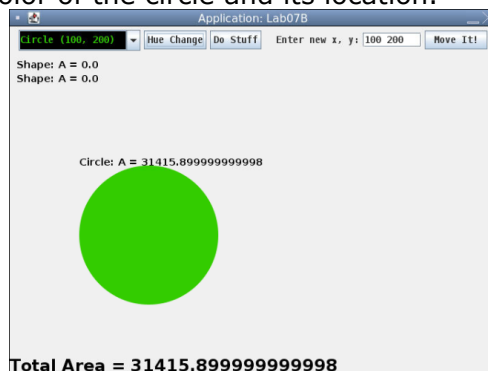 olor of the circle and its location.
Application: Lab07B
Circle (100, 200) Hue Change Do Stuff Enter new x, y: 100 200 Move It!
Shape: A = 0.0
Shape: A = 0.0
Circle: A = 31415.899999999998
Total Area = 31415.899999999998